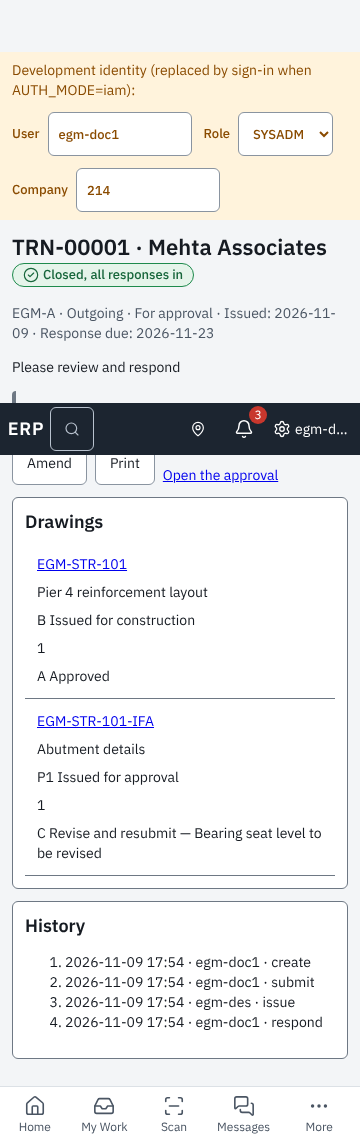 Development identity (replaced by sign-in when
AUTH_MODE=iam):
User egm-doc1 Role SYSADM
Company 214
TRN-00001 · Mehta Associates
Closed, all responses in
EGM-A · Outgoing · For approval · Issued: 2026-11-
09 · Response due: 2026-11-23
Please review and respond
ERP 3 egm-d...
Amend Print Open the approval
Drawings
EGM-STR-101
Pier 4 reinforcement layout
B Issued for construction
1
A Approved
EGM-STR-101-IFA
Abutment details
P1 Issued for approval
1
C Revise and resubmit — Bearing seat level to
be revised
History
1. 2026-11-09 17:54 · egm-doc1 · create
2. 2026-11-09 17:54 · egm-doc1 · submit
3. 2026-11-09 17:54 · egm-des · issue
4. 2026-11-09 17:54 · egm-doc1 · respond
Home My Work Scan Messages More